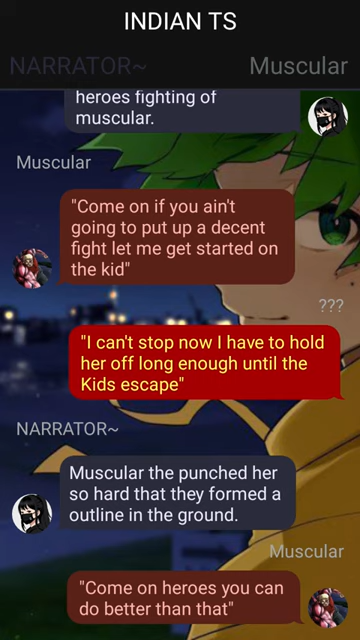 INDIAN TS
NARRATOR~
Muscular
heroes fighting of
muscular.
Muscular
"Come on if you ain't
going to put up a decent
fight let me get started on
the kid"
???
"I can't stop now I have to hold
her off long enough until the
Kids escape"
NARRATOR~
Muscular the punched her
so hard that they formed a
outline in the ground.
Muscular
"Come on heroes you can
do better than that"